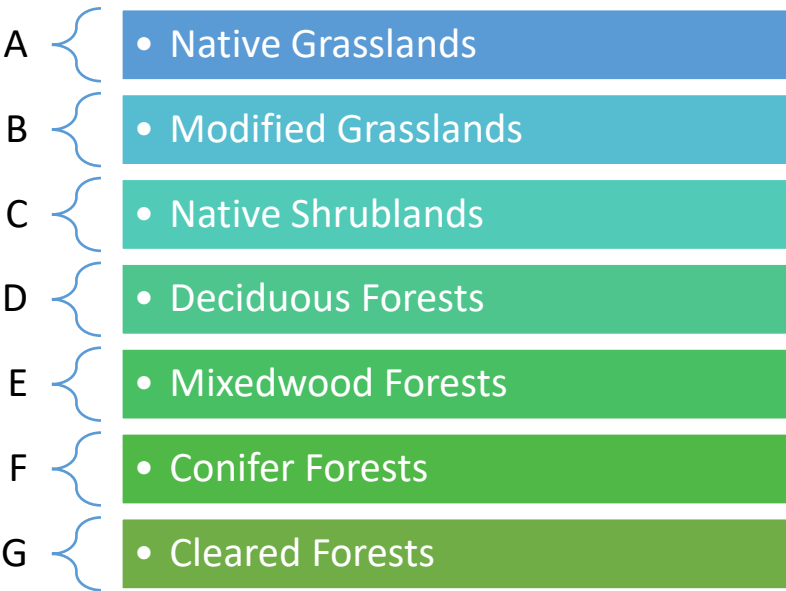 A • Native Grasslands
B • Modified Grasslands
C • Native Shrublands
D • Deciduous Forests
E • Mixedwood Forests
F • Conifer Forests
G • Cleared Forests